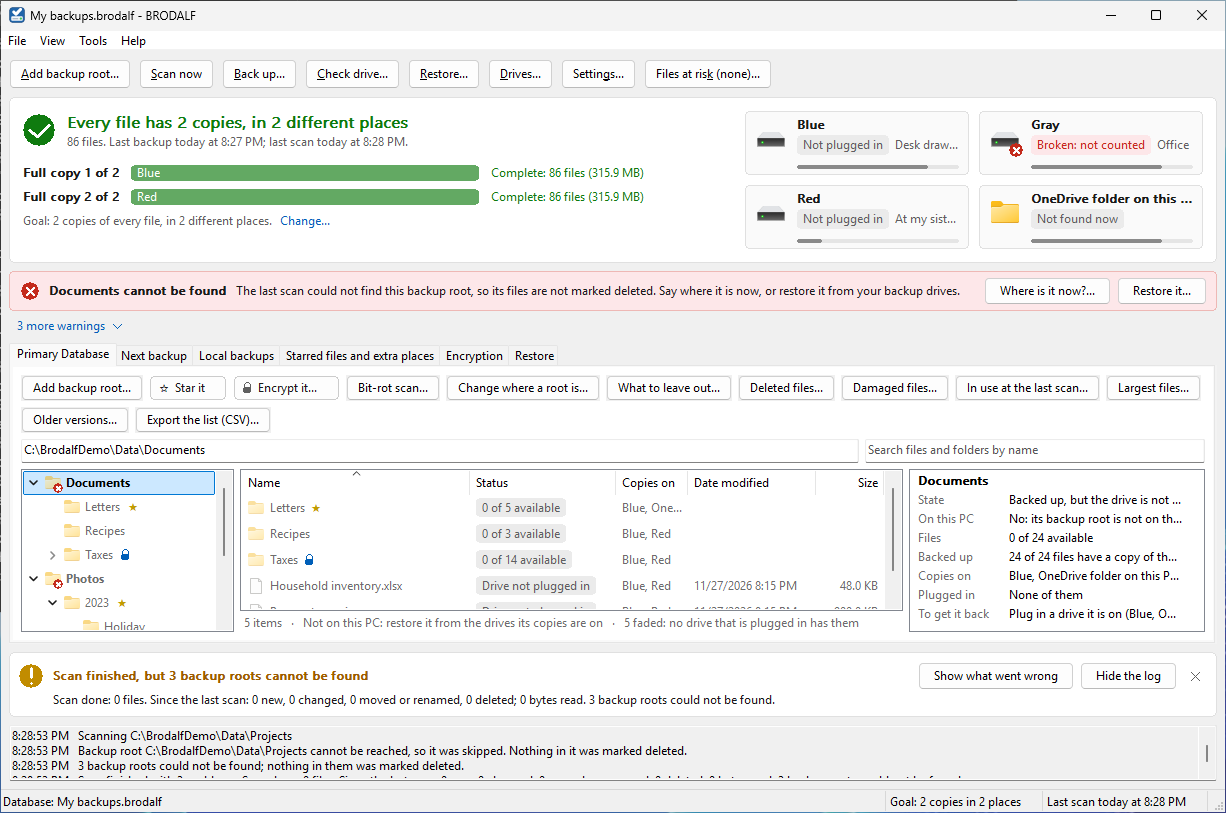 My backups.brodalf - BRODALF
File View Tools Help
Add backup root... Scan now Back up... Check drive... Restore... Drives... Settings... Files at risk (none)...
Every file has 2 copies, in 2 different places
86 files. Last backup today at 8:27 PM; last scan today at 8:28 PM.
Full copy 1 of 2 Blue Complete: 86 files (315.9 MB)
Full copy 2 of 2 Red Complete: 86 files (315.9 MB)
Goal: 2 copies of every file, in 2 different places. Change...
Blue
Not plugged in Desk draw...
Gray
Broken: not counted Office
Red
Not plugged in At my sist...
OneDrive folder on this ...
Not found now
Documents cannot be found The last scan could not find this backup root, so its files are not marked deleted. Say where it is now, or restore it from your backup drives. Where is it now?... Restore it...
3 more warnings
Primary Database Next backup Local backups Starred files and extra places Encryption Restore
Add backup root... Star it Encrypt it... Bit-rot scan... Change where a root is... What to leave out... Deleted files... Damaged files... In use at the last scan... Largest files...
Older versions... Export the list (CSV)...
C:\BrodalfDemo\Data\Documents Search files and folders by name
Documents
Letters
Recipes
Taxes
Photos
2023
Holiday
Name Status Copies on Date modified Size
Letters 0 of 5 available Blue, One...
Recipes 0 of 3 available Blue, Red
Taxes 0 of 14 available Blue, Red
Household inventory.xlsx Drive not plugged in Blue, Red 11/27/2026 8:15 PM 48.0 KB
5 items · Not on this PC: restore it from the drives its copies are on · 5 faded: no drive that is plugged in has them
Documents
State Backed up, but the drive is not ...
On this PC No: its backup root is not on th...
Files 0 of 24 available
Backed up 24 of 24 files have a copy of th...
Copies on Blue, OneDrive folder on this P...
Plugged in None of them
To get it back Plug in a drive it is on (Blue, O...
Scan finished, but 3 backup roots cannot be found
Scan done: 0 files. Since the last scan: 0 new, 0 changed, 0 moved or renamed, 0 deleted; 0 bytes read. 3 backup roots could not be found.
Show what went wrong Hide the log
8:28:53 PM Scanning C:\BrodalfDemo\Data\Projects
8:28:53 PM Backup root C:\BrodalfDemo\Data\Projects cannot be reached, so it was skipped. Nothing in it was marked deleted.
8:28:53 PM 3 backup roots could not be found; nothing in them was marked deleted.
Database: My backups.brodalf Goal: 2 copies in 2 places Last scan today at 8:28 PM